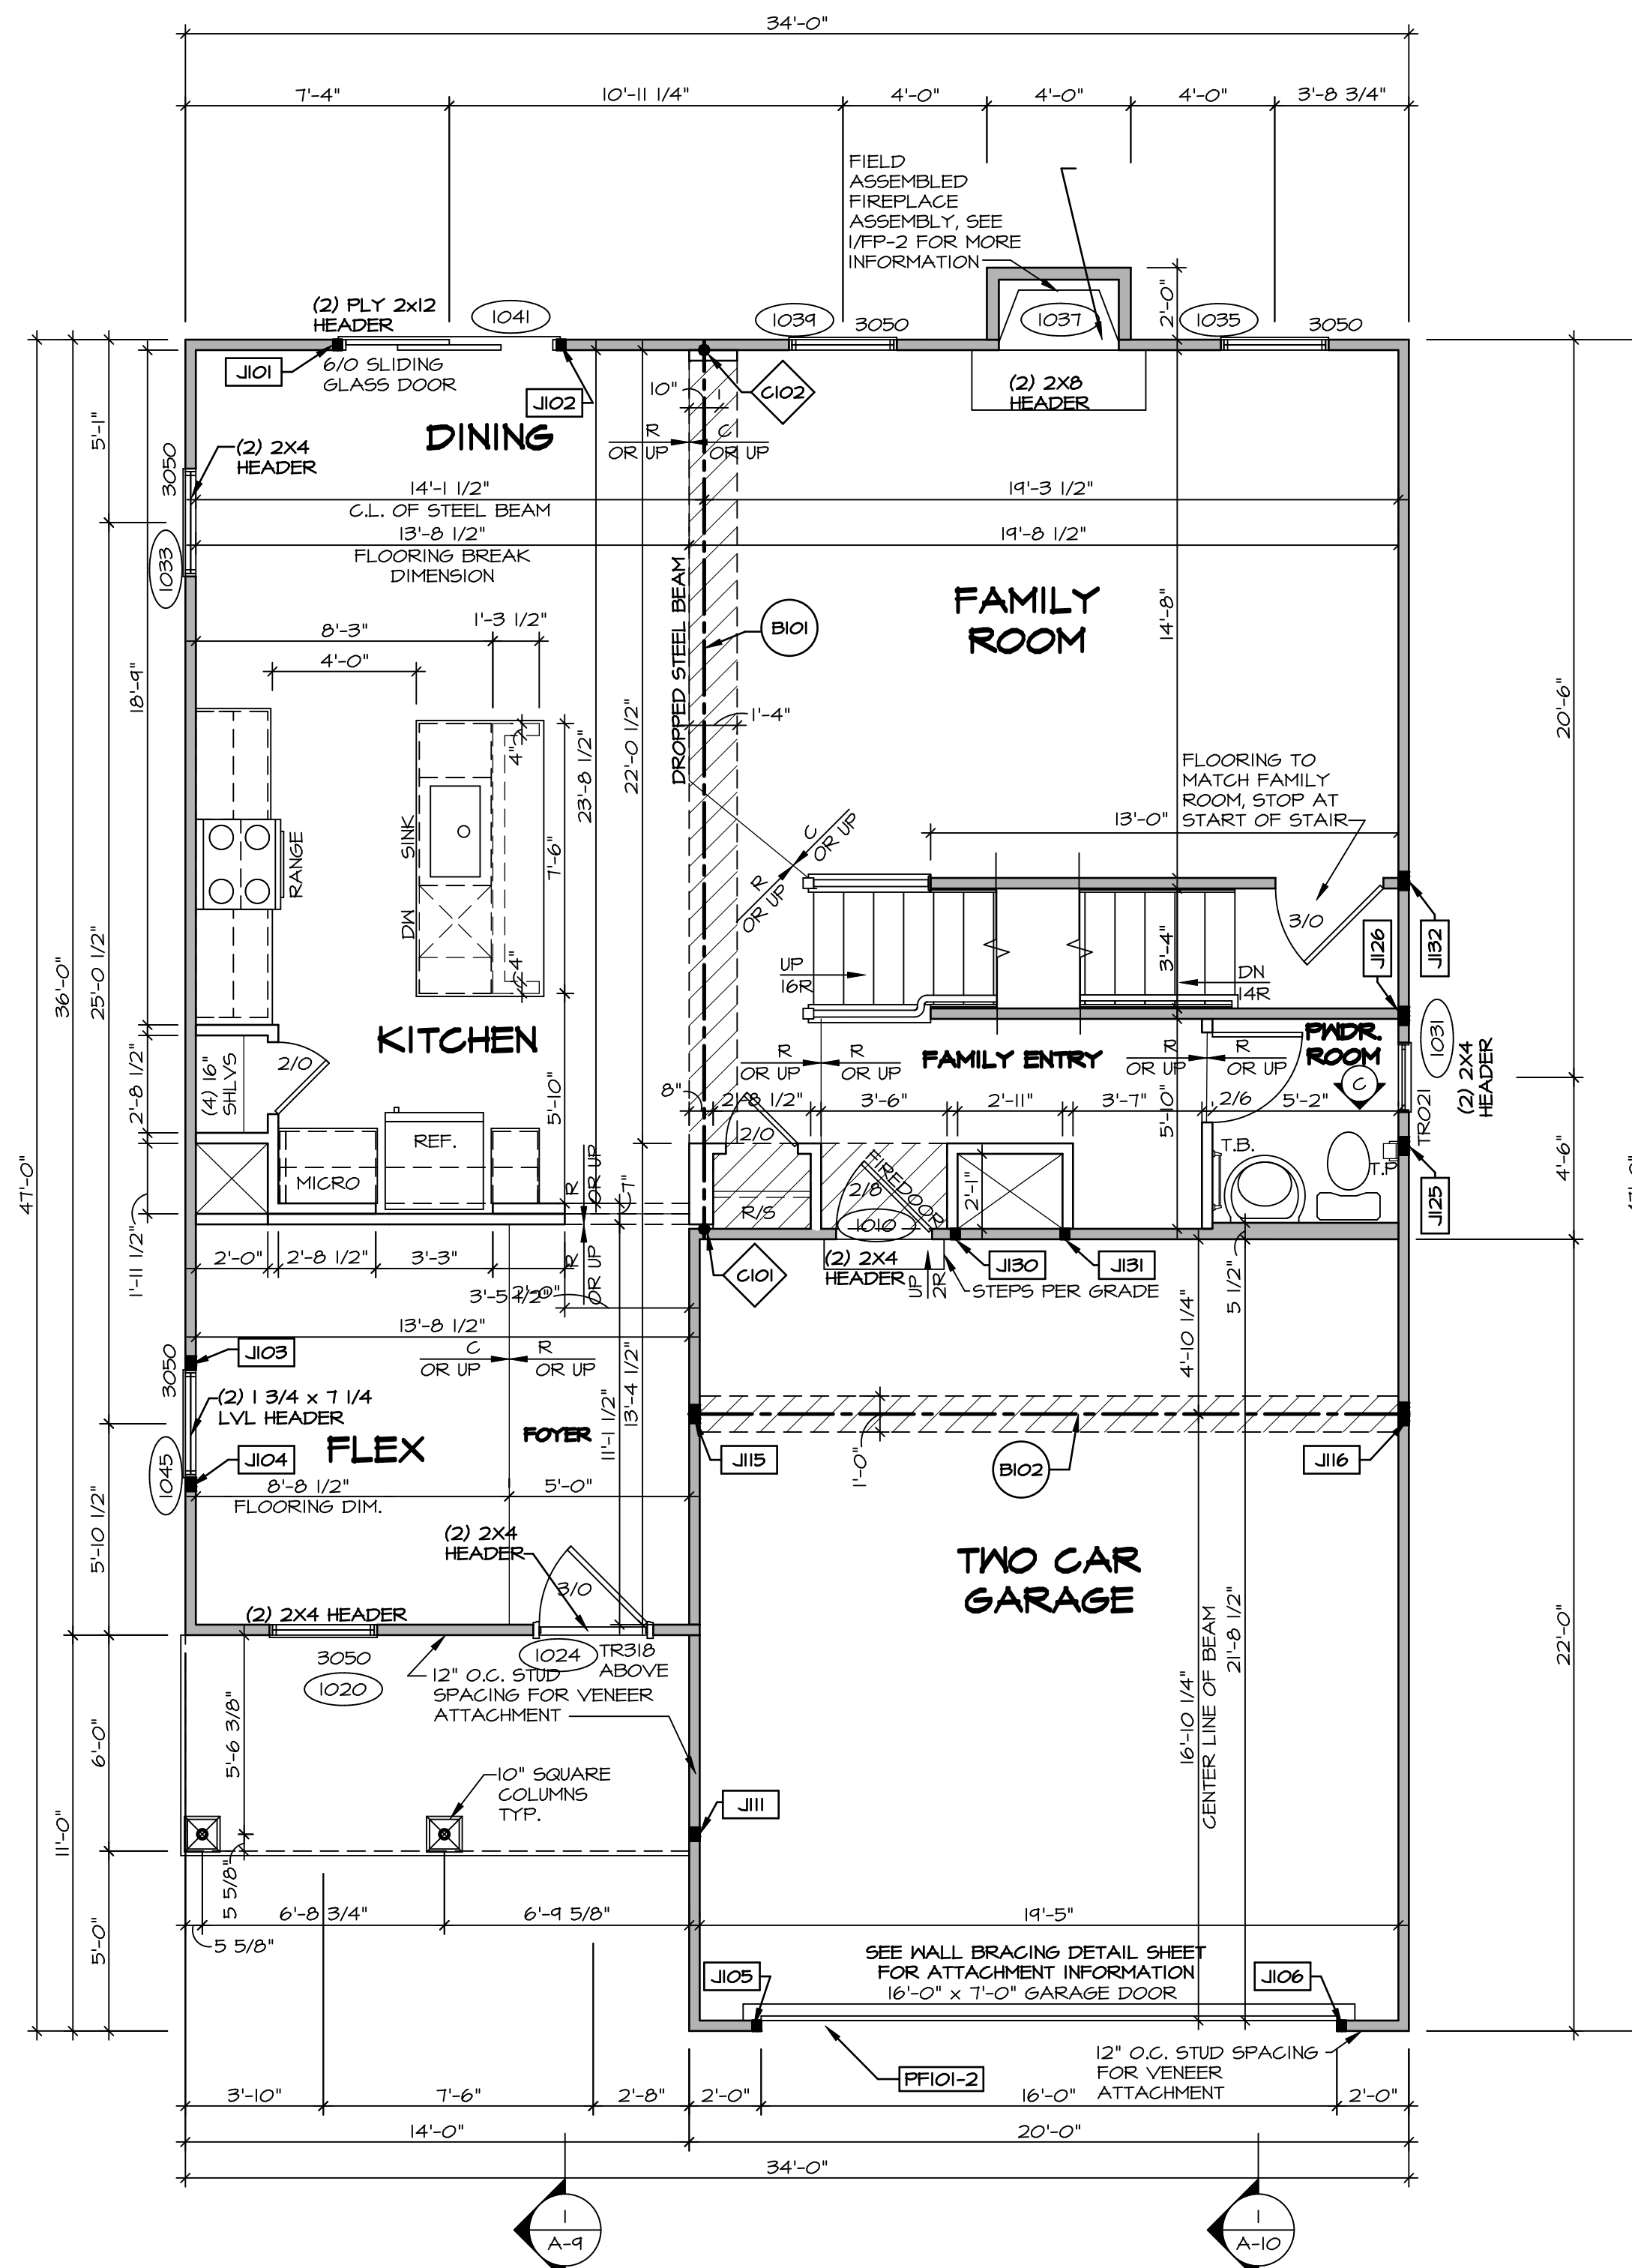 34'-0"
7'-4"
10'-11 1/4"
4'-0"
4'-0"
4'-0"
3'-8 3/4"
FIELD
ASSEMBLED
FIREPLACE
ASSEMBLY, SEE
1/FP-2 FOR MORE
INFORMATION
2'-0"
(2) PLY 2x12
HEADER
1041
1039
3050
1037
1035
3050
J101
6/0 SLIDING
GLASS DOOR
J102
10"
C102
(2) 2X8
HEADER
5'-1"
3050
(2) 2X4
HEADER
DINING
R
OR UP
C
OR UP
14'-1 1/2"
C.L. OF STEEL BEAM
19'-3 1/2"
13'-8 1/2"
FLOORING BREAK
DIMENSION
19'-8 1/2"
1033
DROPPED STEEL BEAM
B101
FAMILY
ROOM
14'-8"
8'-3"
1'-3 1/2"
4'-0"
18'-9"
20'-6"
1'-4"
4"
23'-8 1/2"
22'-0 1/2"
FLOORING TO
MATCH FAMILY
ROOM, STOP AT
START OF STAIR
13'-0"
RANGE
SINK
DW
7'-6"
C
OR UP
R
OR UP
3/0
4"
36'-0"
25'-0 1/2"
UP
16R
3'-4"
DN
14R
J126
J132
KITCHEN
2'-8 1/2"
(4) 16"
SHLVS
2/0
5'-10"
8"
R
OR UP
R
OR UP
FAMILY ENTRY
R
OR UP
R
OR UP
PWDR.
ROOM
C
1031
(2) 2X4
HEADER
TR021
2'-8 1/2"
3'-6"
2'-11"
3'-7"
5'-10"
2/6
5'-2"
47'-0"
REF.
MICRO
2/0
R/S
2/8
FIREDOOR
1010
2'-1"
T.B.
T.P.
J125
4'-6"
1'-11 1/2"
R
OR UP
7"
R
OR UP
2'-0"
2'-8 1/2"
3'-3"
3'-5 1/2"
C101
(2) 2X4
HEADER
UP
2R
J130
J131
STEPS PER GRADE
5 1/2"
4'-10 1/4"
13'-8 1/2"
3050
J103
C
OR UP
R
OR UP
(2) 1 3/4 x 7 1/4
LVL HEADER
FLEX
FOYER
11'-1 1/2"
13'-4 1/2"
J104
1045
8'-8 1/2"
FLOORING DIM.
5'-0"
J115
1'-0"
B102
J116
5'-10 1/2"
(2) 2X4
HEADER
3/0
TWO CAR
GARAGE
22'-0"
(2) 2X4 HEADER
3050
1020
1024
TR318
ABOVE
12" O.C. STUD
SPACING FOR VENEER
ATTACHMENT
16'-10 1/4"
CENTER LINE OF BEAM
21'-8 1/2"
6'-0"
5'-6 3/8"
10" SQUARE
COLUMNS
TYP.
J111
11'-0"
5 5/8"
6'-8 3/4"
6'-9 5/8"
5 5/8"
5'-0"
19'-5"
SEE WALL BRACING DETAIL SHEET
FOR ATTACHMENT INFORMATION
16'-0" x 7'-0" GARAGE DOOR
J105
J106
PF101-2
12" O.C. STUD SPACING
FOR VENEER
ATTACHMENT
3'-10"
7'-6"
2'-8"
2'-0"
16'-0"
2'-0"
14'-0"
20'-0"
34'-0"
1
A-9
1
A-10